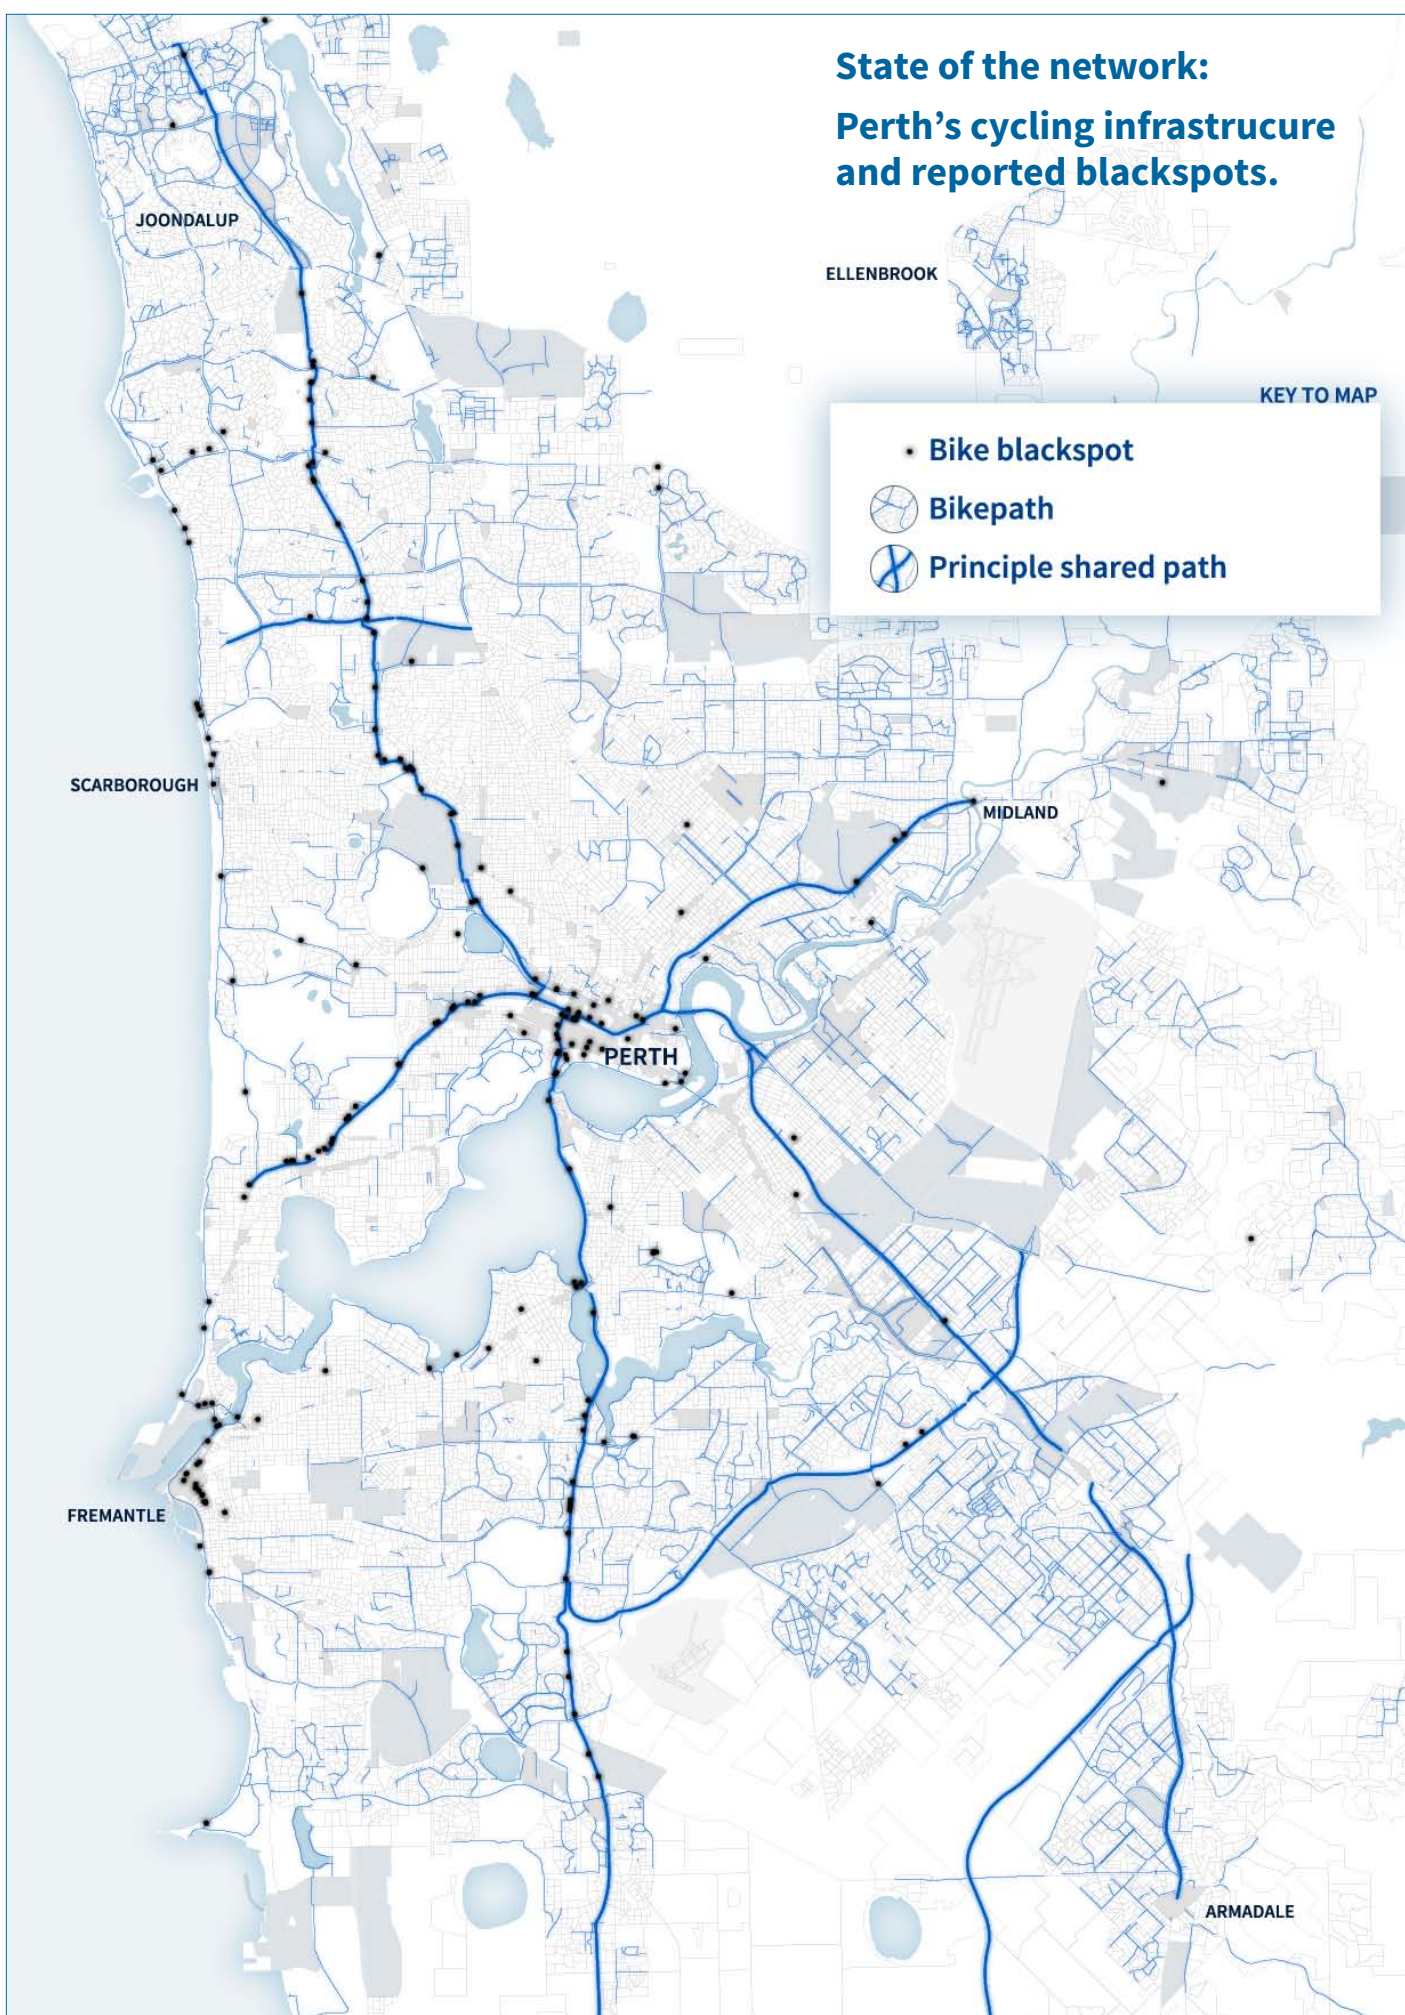 State of the network:
Perth’s cycling infrastrucure
and reported blackspots.
JOONDALUP
ELLENBROOK
KEY TO MAP
Bike blackspot
Bikepath
Principle shared path
SCARBOROUGH
MIDLAND
PERTH
FREMANTLE
ARMADALE